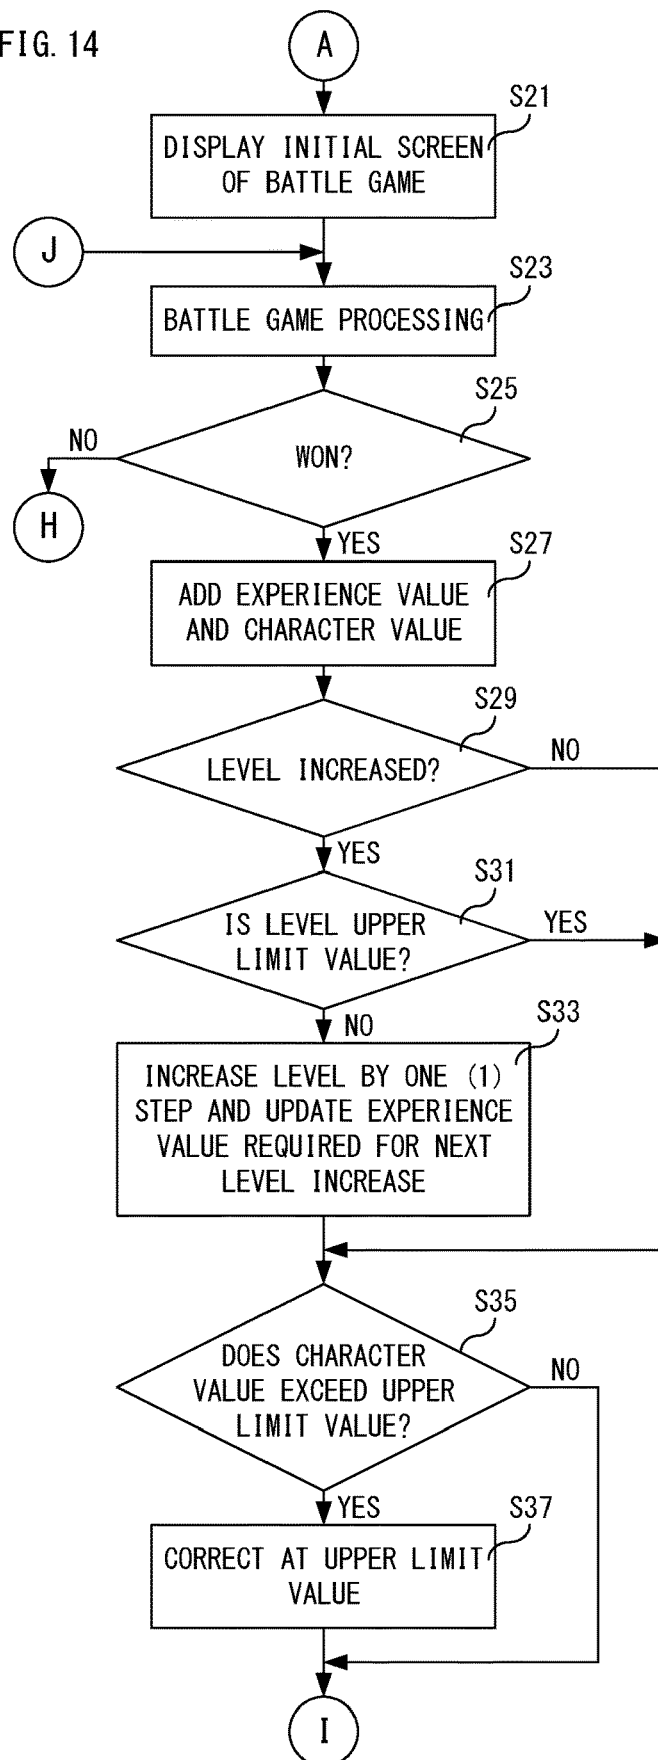 FIG. 14
A
S21
DISPLAY INITIAL SCREEN
OF BATTLE GAME
J
S23
BATTLE GAME PROCESSING
S25
NO
WON?
H
YES
S27
ADD EXPERIENCE VALUE
AND CHARACTER VALUE
S29
LEVEL INCREASED?
NO
YES
S31
IS LEVEL UPPER
LIMIT VALUE?
YES
NO
S33
INCREASE LEVEL BY ONE (1)
STEP AND UPDATE EXPERIENCE
VALUE REQUIRED FOR NEXT
LEVEL INCREASE
S35
DOES CHARACTER
VALUE EXCEED UPPER
LIMIT VALUE?
NO
YES
S37
CORRECT AT UPPER LIMIT
VALUE
I